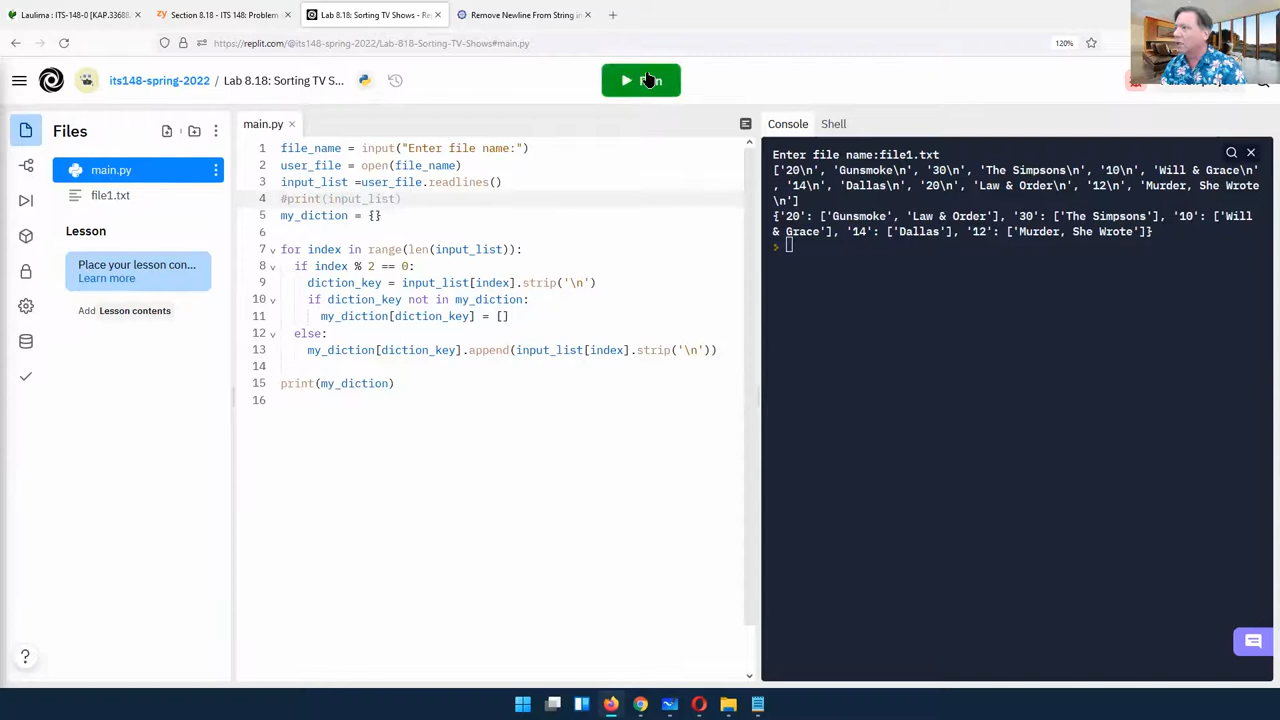 Laulima : ITS-148-0 [KAP.33688.
zy Section 8.18 - ITS 148: Problem
Lab 8.18: Sorting TV Shows - Re
Remove Newline From String in
https://replit.com/@its148-spring-2022/Lab-818-Sorting-TV-Shows#main.py
120%
its148-spring-2022 / Lab 8.18: Sorting TV S...
Files
main.py
file1.txt
Lesson
Place your lesson con...
Learn more
Add Lesson contents
?
main.py
1 file_name = input("Enter file name:")
2 user_file = open(file_name)
3 input_list =user_file.readlines()
4 #print(input_list)
5 my_diction = {}
6
7 for index in range(len(input_list)):
8 if index % 2 == 0:
9 diction_key = input_list[index].strip('\n')
10 if diction_key not in my_diction:
11 my_diction[diction_key] = []
12 else:
13 my_diction[diction_key].append(input_list[index].strip('\n'))
14
15 print(my_diction)
16
Console Shell
Enter file name:file1.txt
['20\n', 'Gunsmoke\n', '30\n', 'The Simpsons\n', '10\n', 'Will & Grace\n'
, '14\n', 'Dallas\n', '20\n', 'Law & Order\n', '12\n', 'Murder, She Wrote
\n']
{'20': ['Gunsmoke', 'Law & Order'], '30': ['The Simpsons'], '10': ['Will
& Grace'], '14': ['Dallas'], '12': ['Murder, She Wrote']}
>